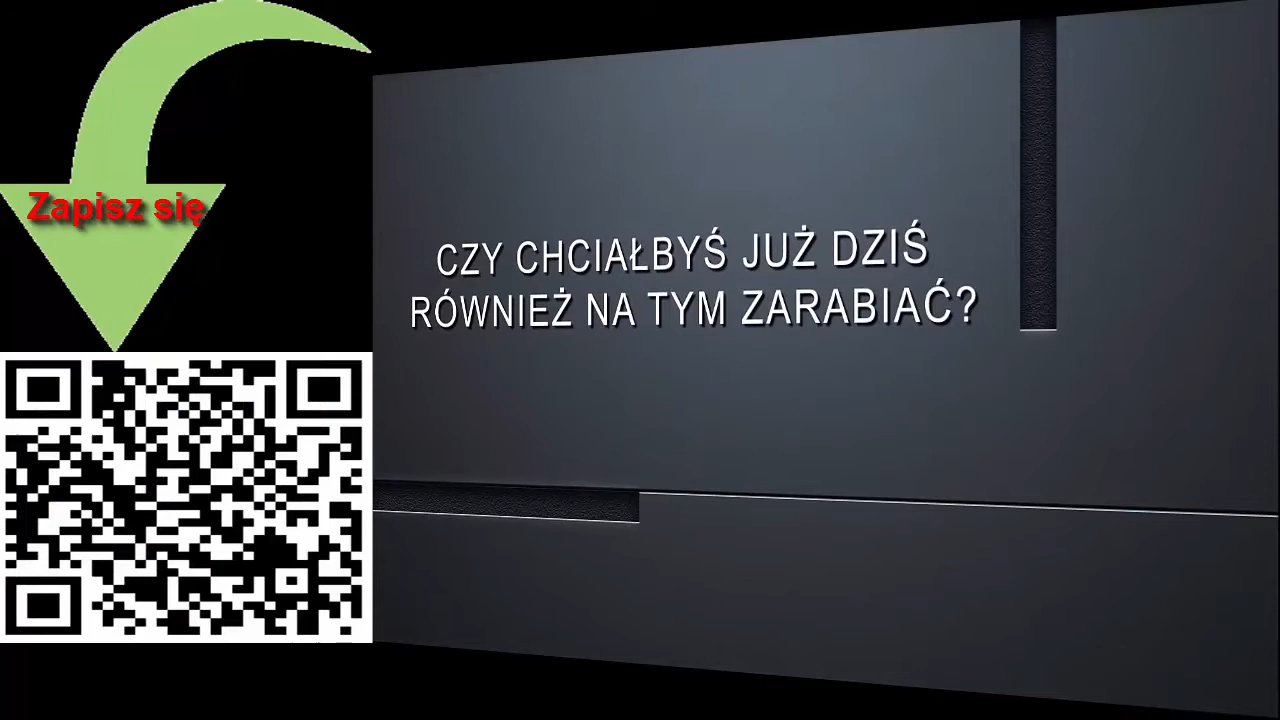 Zapisz się
CZY CHCIAŁBYŚ JUŻ DZIŚ
RÓWNIEŻ NA TYM ZARABIAĆ?